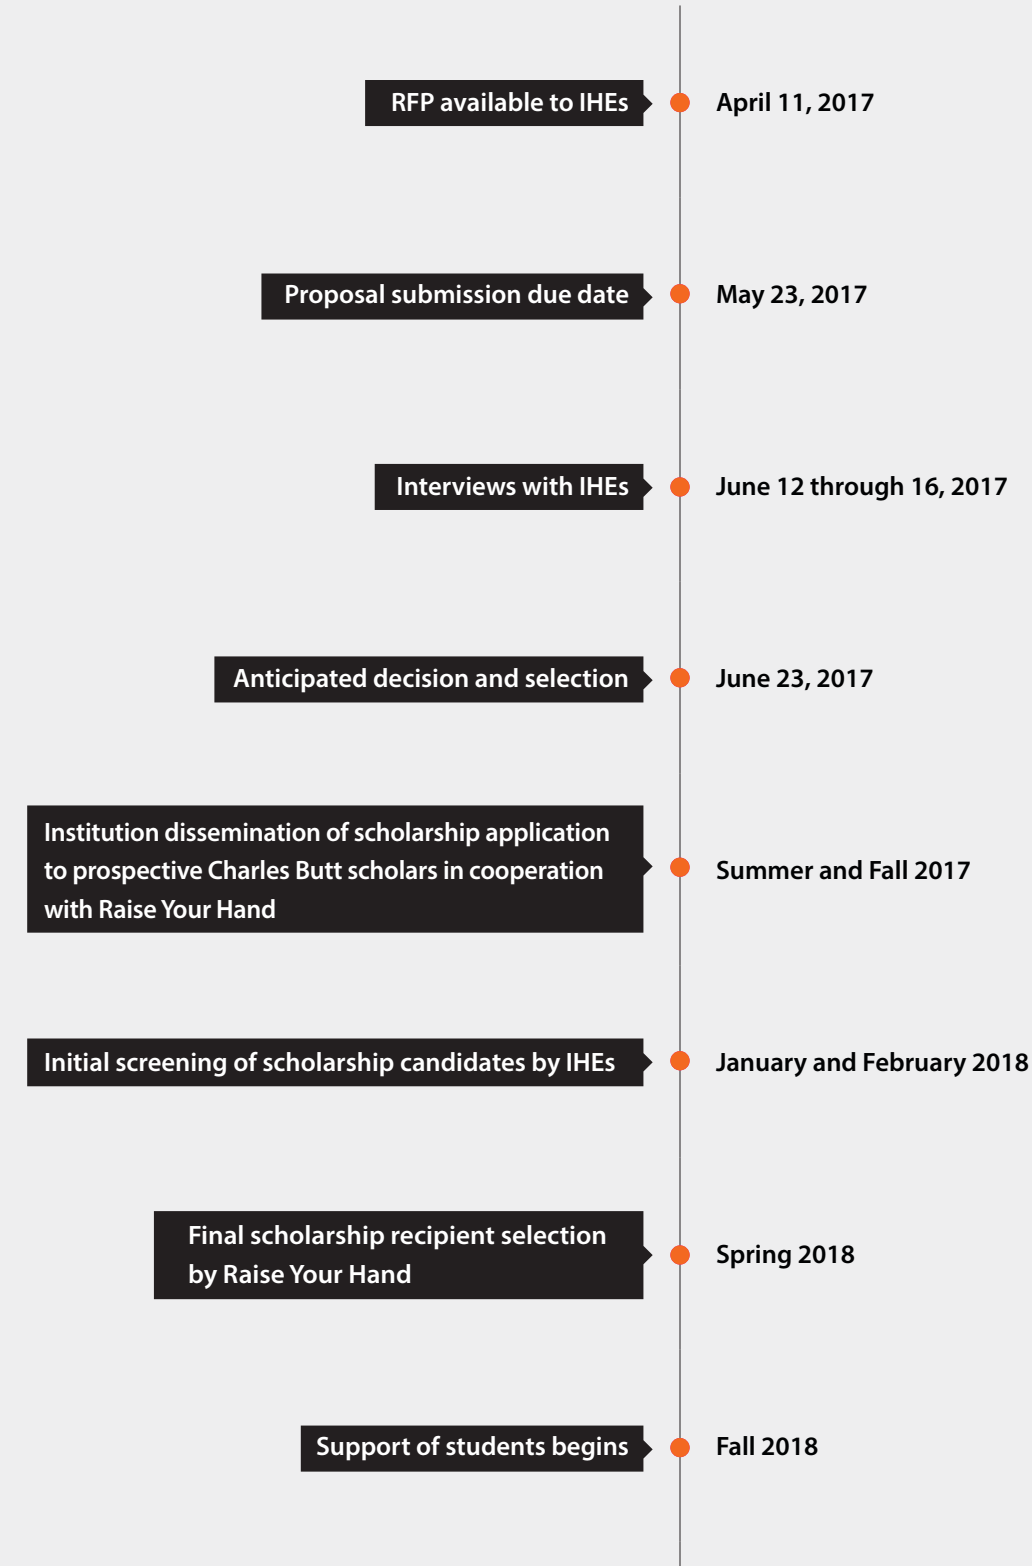 RFP available to IHEs
April 11, 2017
Proposal submission due date
May 23, 2017
Interviews with IHEs
June 12 through 16, 2017
Anticipated decision and selection
June 23, 2017
Institution dissemination of scholarship application
to prospective Charles Butt scholars in cooperation
with Raise Your Hand
Summer and Fall 2017
Initial screening of scholarship candidates by IHEs
January and February 2018
Final scholarship recipient selection
by Raise Your Hand
Spring 2018
Support of students begins
Fall 2018